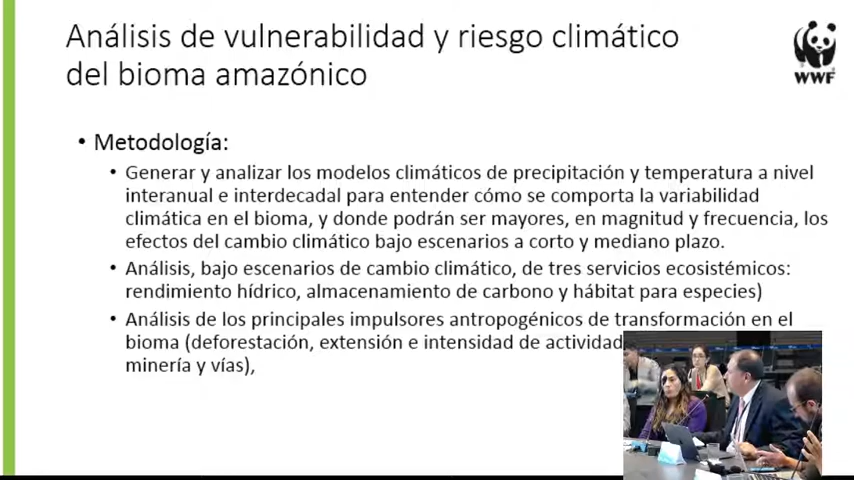 Análisis de vulnerabilidad y riesgo climático
del bioma amazónico
WWF
• Metodología:
• Generar y analizar los modelos climáticos de precipitación y temperatura a nivel
interanual e interdecadal para entender cómo se comporta la variabilidad
climática en el bioma, y donde podrán ser mayores, en magnitud y frecuencia, los
efectos del cambio climático bajo escenarios a corto y mediano plazo.
• Análisis, bajo escenarios de cambio climático, de tres servicios ecosistémicos:
rendimiento hídrico, almacenamiento de carbono y hábitat para especies)
• Análisis de los principales impulsores antropogénicos de transformación en el
bioma (deforestación, extensión e intensidad de actividad
minería y vías),